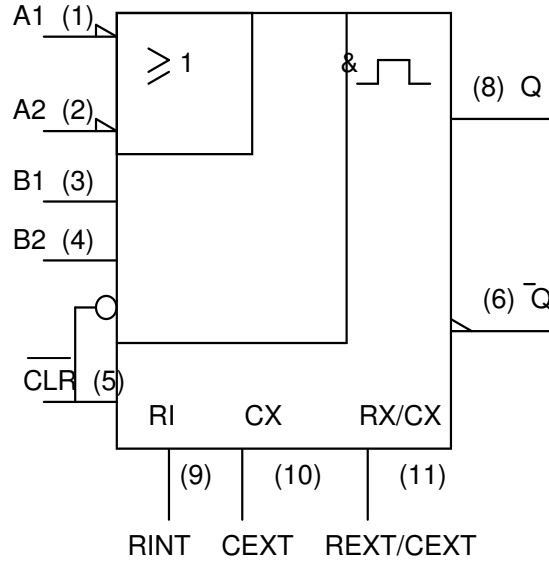 A1 (1)
≥ 1
&
(8) Q
A2 (2)
B1 (3)
B2 (4)
(6) Q̅
C̅L̅R̅ (5)
RI CX RX/CX
(9) (10) (11)
RINT CEXT REXT/CEXT